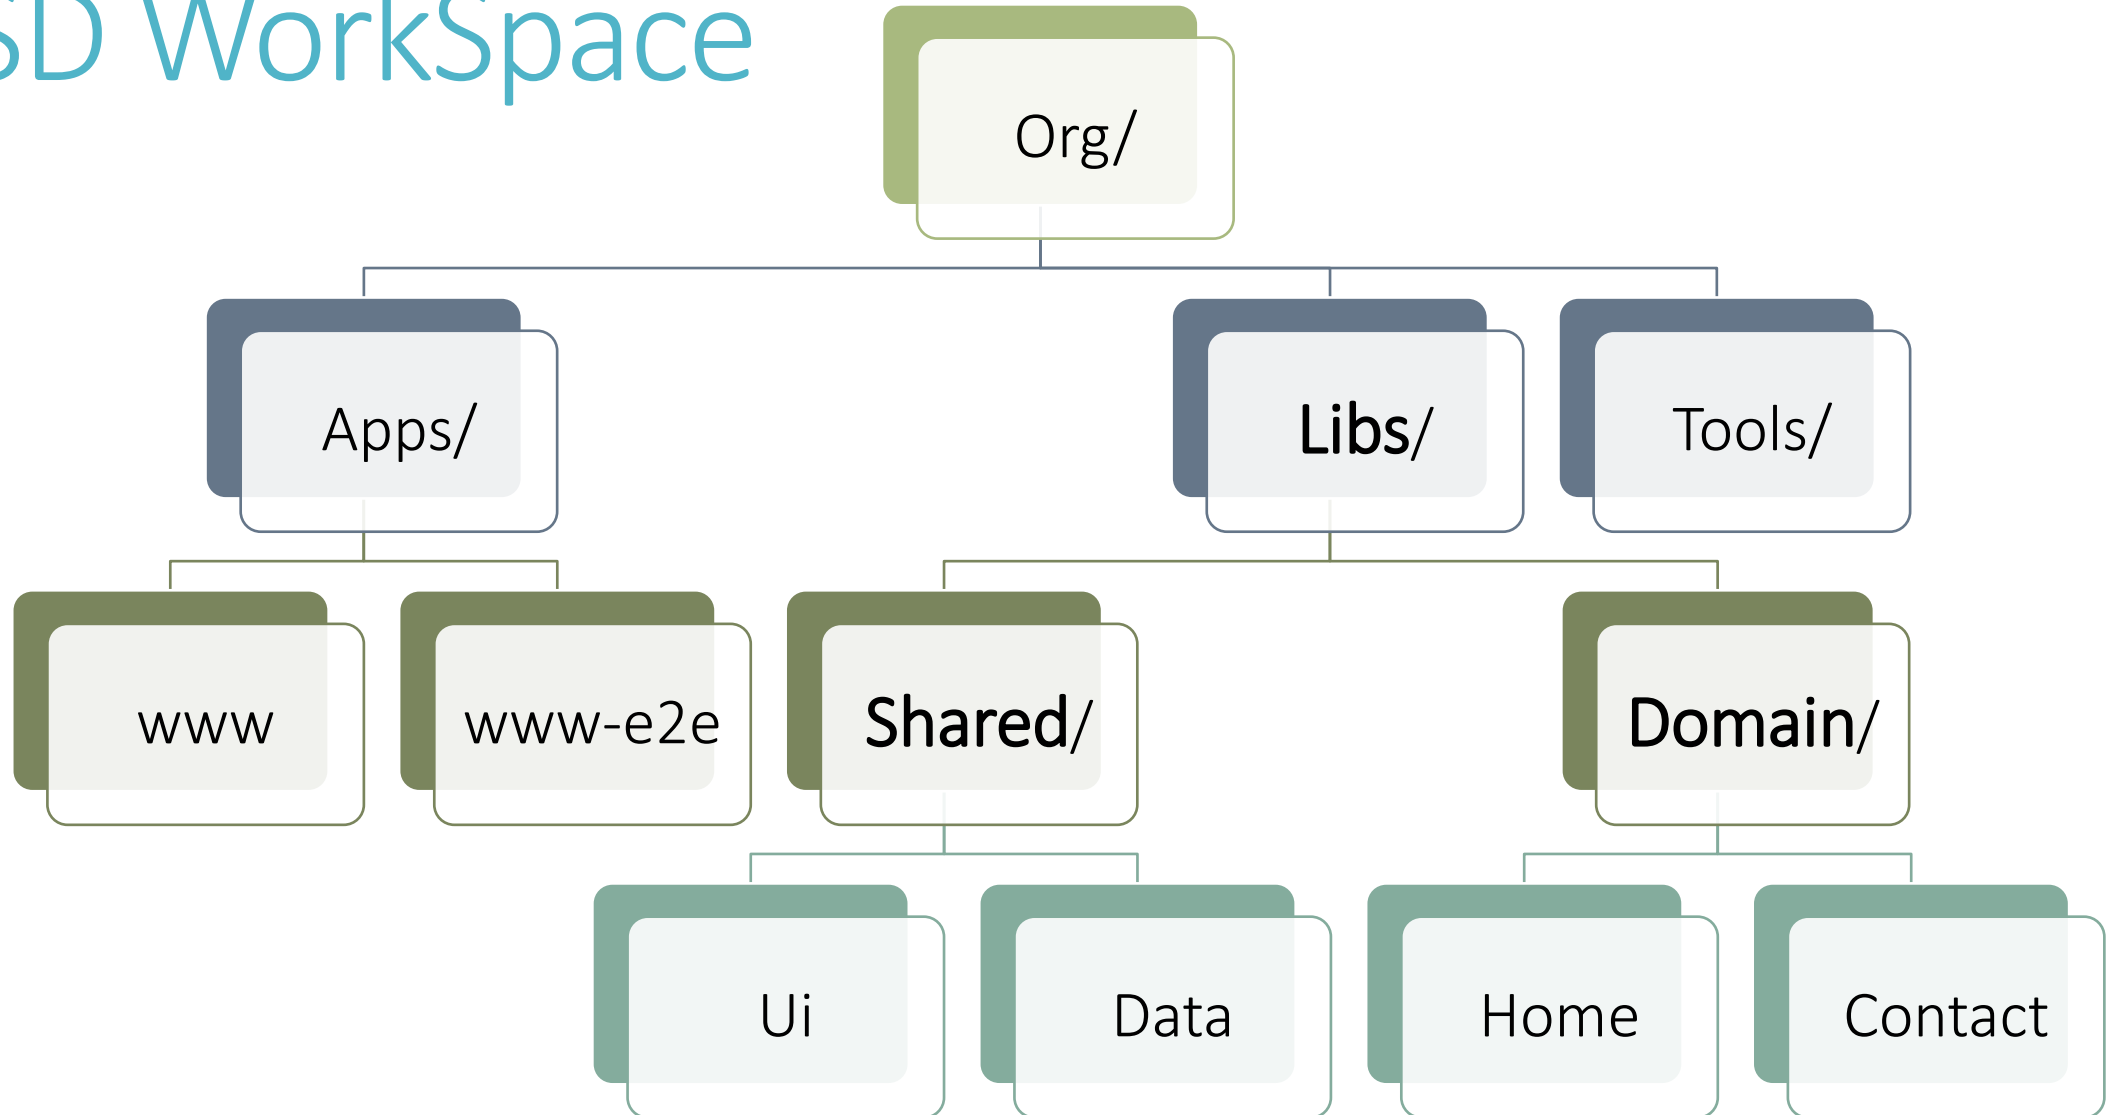 SD WorkSpace
Org/
Apps/
Libs/
Tools/
www
www-e2e
Shared/
Domain/
Ui
Data
Home
Contact